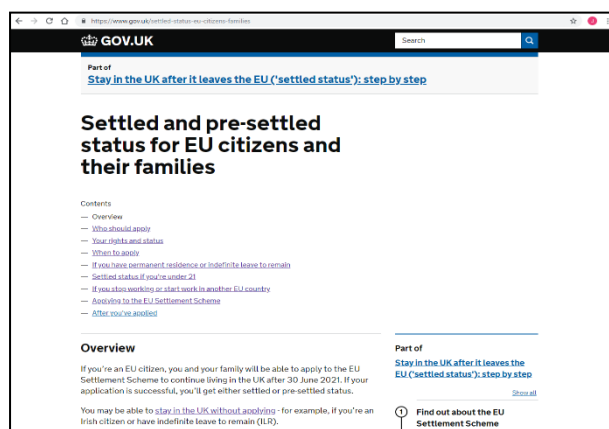 https://www.gov.uk/settled-status-eu-citizens-families
GOV.UK
Search
Part of
Stay in the UK after it leaves the EU ('settled status'): step by step
Settled and pre-settled
status for EU citizens and
their families
Contents
— Overview
— Who should apply
— Your rights and status
— When to apply
— If you have permanent residence or indefinite leave to remain
— Settled status if you're under 21
— If you stop working or start work in another EU country
— Applying to the EU Settlement Scheme
— After you've applied
Overview
If you're an EU citizen, you and your family will be able to apply to the EU
Settlement Scheme to continue living in the UK after 30 June 2021. If your
application is successful, you'll get either settled or pre-settled status.
You may be able to stay in the UK without applying - for example, if you're an
Irish citizen or have indefinite leave to remain (ILR).
Part of
Stay in the UK after it leaves the
EU ('settled status'): step by step
Show all
1 Find out about the EU
Settlement Scheme